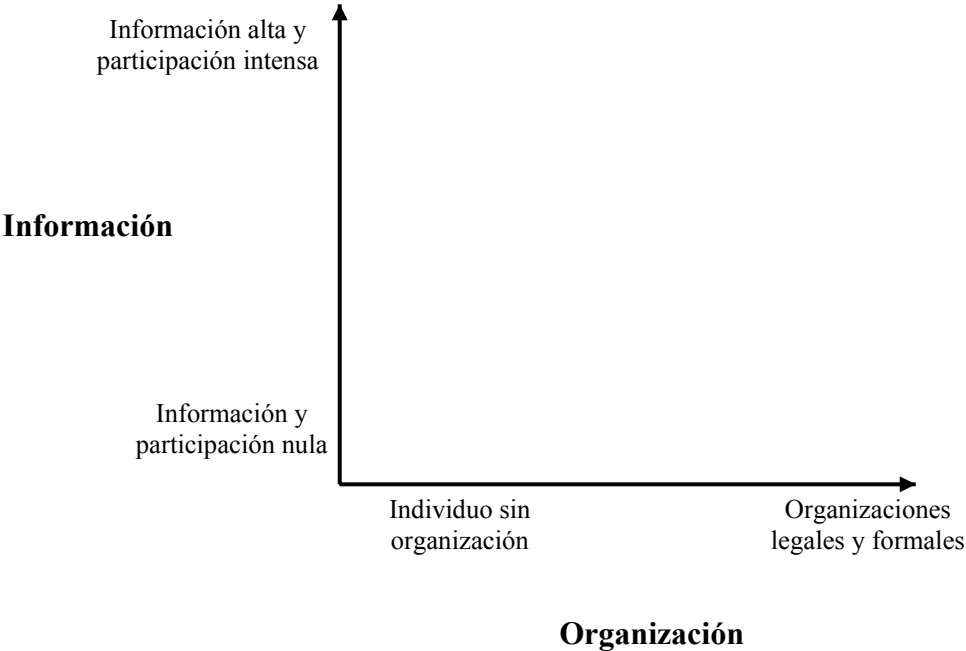 Información alta y
participación intensa
Información
Información y
participación nula
Individuo sin
organización
Organizaciones
legales y formales
Organización